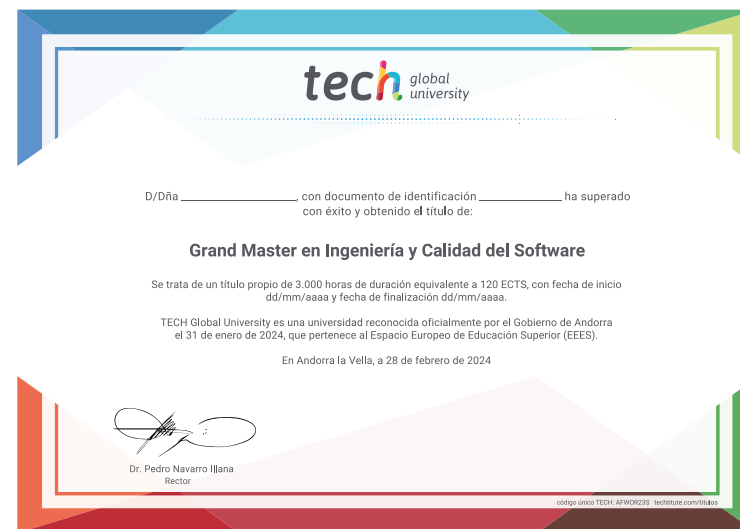 tech global university
D/Dña ______________, con documento de identificación ______________ ha superado
con éxito y obtenido el título de:
Grand Master en Ingeniería y Calidad del Software
Se trata de un título propio de 3.000 horas de duración equivalente a 120 ECTS, con fecha de inicio
dd/mm/aaaa y fecha de finalización dd/mm/aaaa.
TECH Global University es una universidad reconocida oficialmente por el Gobierno de Andorra
el 31 de enero de 2024, que pertenece al Espacio Europeo de Educación Superior (EEES).
En Andorra la Vella, a 28 de febrero de 2024
Dr. Pedro Navarro Illana
Rector
código único TECH: AFWOR23S techtitute.com/titulos